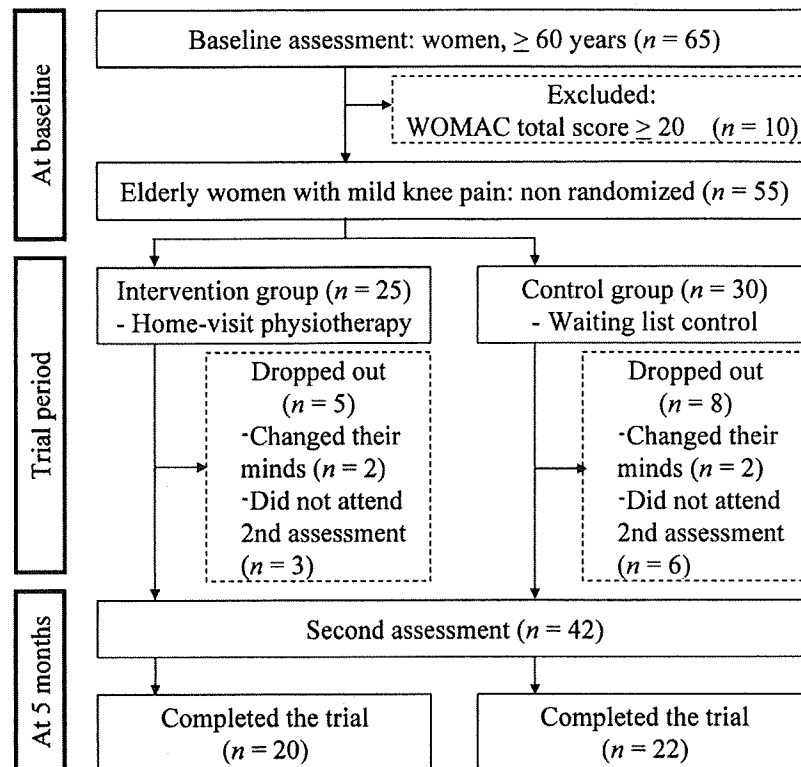 At baseline
Baseline assessment: women, ≥ 60 years (n = 65)
Excluded:
WOMAC total score ≥ 20 (n = 10)
Elderly women with mild knee pain: non randomized (n = 55)
Trial period
Intervention group (n = 25)
- Home-visit physiotherapy
Control group (n = 30)
- Waiting list control
Dropped out
(n = 5)
-Changed their
minds (n = 2)
-Did not attend
2nd assessment
(n = 3)
Dropped out
(n = 8)
-Changed their
minds (n = 2)
-Did not attend
2nd assessment
(n = 6)
At 5 months
Second assessment (n = 42)
Completed the trial
(n = 20)
Completed the trial
(n = 22)